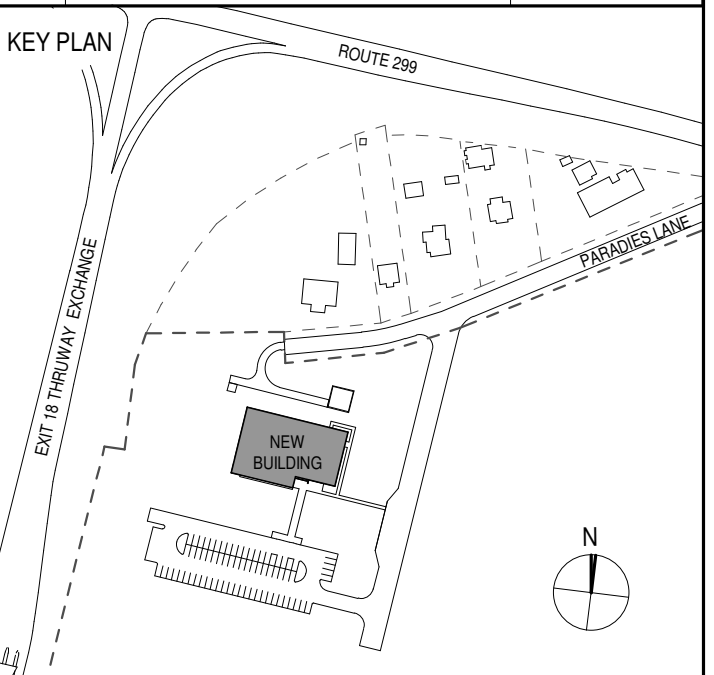 KEY PLAN
ROUTE 299
PARADIES LANE
EXIT 18 THRUWAY EXCHANGE
NEW
BUILDING
N